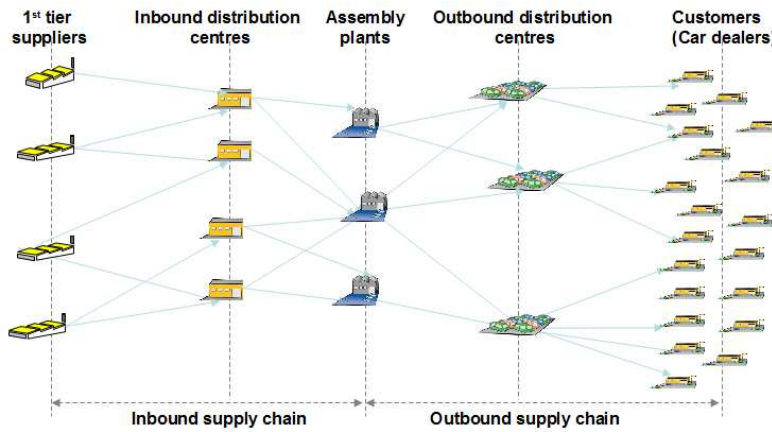 1st tier
suppliers
Inbound distribution
centres
Assembly
plants
Outbound distribution
centres
Customers
(Car dealers)
Inbound supply chain
Outbound supply chain